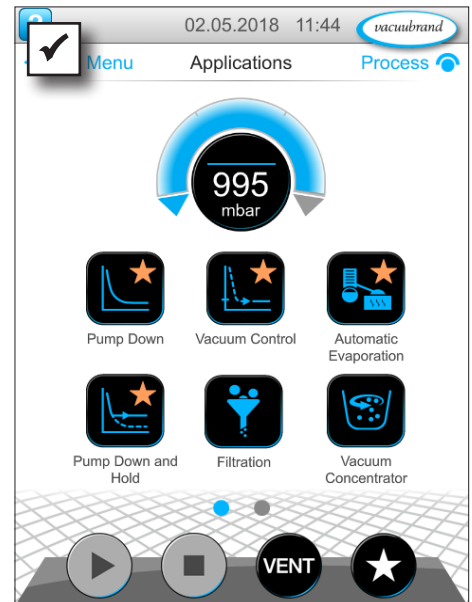 02.05.2018 11:44 vacuubrand
Menu Applications Process
995
mbar
Pump Down Vacuum Control Automatic
Evaporation
Pump Down and
Hold Filtration Vacuum
Concentrator
VENT